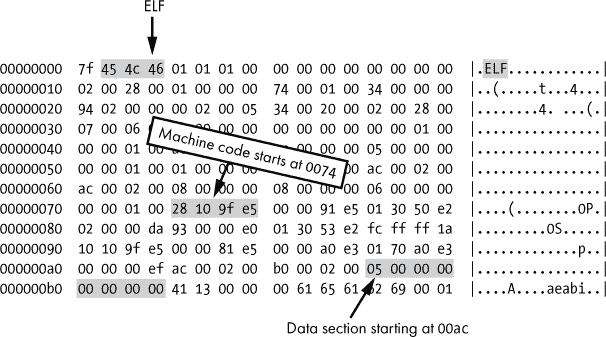 ELF
00000000 7f 45 4c 46 01 01 01 00 00 00 00 00 00 00 00 00 |.ELF............|
00000010 02 00 28 00 01 00 00 00 74 00 01 00 34 00 00 00 |..(.....t...4...|
00000020 94 02 00 00 00 02 00 05 34 00 20 00 02 00 28 00 |........4. ...(.|
00000030 07 00 06 00 00 00 00 00 00 01 00 |................|
00000040 00 00 01 00 00 00 05 00 00 00 |................|
00000050 00 00 01 00 01 00 00 ac 00 02 00 |................|
Machine code starts at 0074
00000060 ac 00 02 00 08 00 00 00 08 00 00 00 06 00 00 00 |................|
00000070 00 00 01 00 28 10 9f e5 00 00 91 e5 01 30 50 e2 |....(........0P.|
00000080 02 00 00 da 93 00 00 e0 01 30 53 e2 fc ff ff 1a |.........0S.....|
00000090 10 10 9f e5 00 00 81 e5 00 00 a0 e3 01 70 a0 e3 |.............p..|
000000a0 00 00 00 ef ac 00 02 00 b0 00 02 00 05 00 00 00 |................|
000000b0 00 00 00 00 41 13 00 00 00 61 65 61 62 69 00 01 |....A....aeabi..|
Data section starting at 00ac